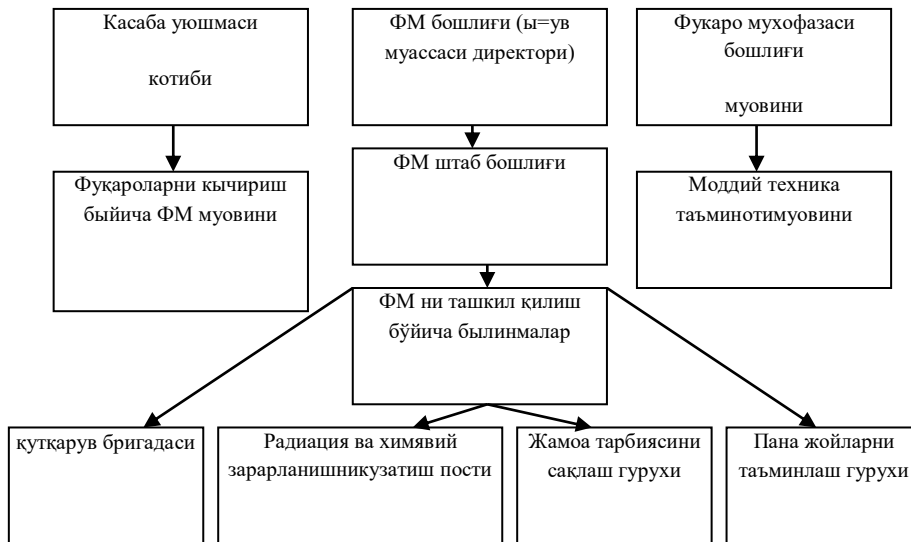 Касаба уюшмаси
котиби
ФМ бошлиғи (ы=ув
муассаси директори)
Фукаро мухофазаси
бошлиғи
муовини
Фуқароларни кычириш
быйича ФМ муовини
ФМ штаб бошлиғи
Моддий техника
таъминотимуовини
ФМ ни ташкил қилиш
бўйича былинмалар
қутқарув бригадаси
Радиация ва химявий
зарарланишникузатиш пости
Жамоа тарбиясини
сақлаш гурухи
Пана жойларни
таъминлаш гурухи